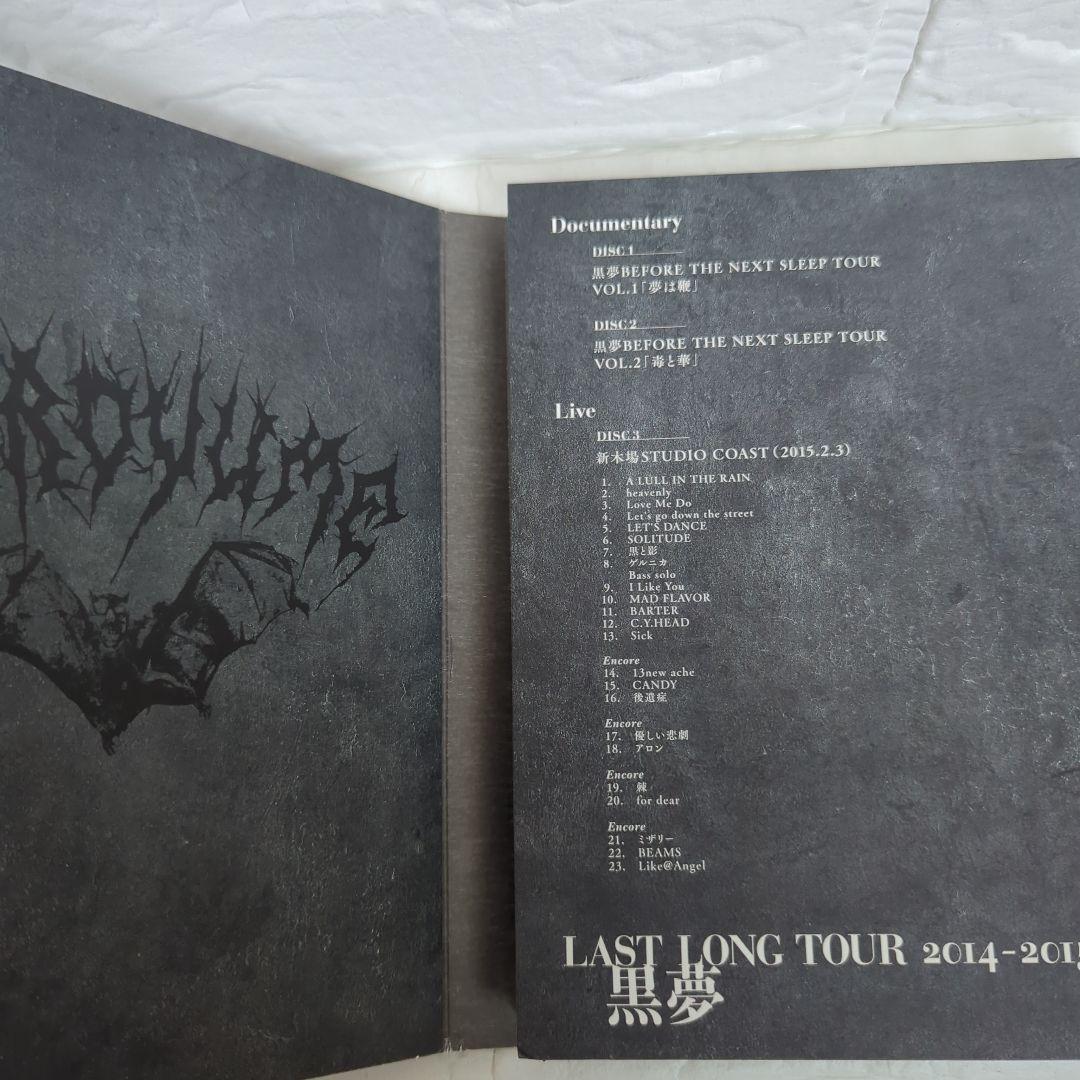 ROYUME
Documentary
DISC 1
黒夢BEFORE THE NEXT SLEEP TOUR
VOL.1「夢は鞭」
DISC 2
黒夢BEFORE THE NEXT SLEEP TOUR
VOL.2「毒と華」
Live
DISC 3
新木場STUDIO COAST (2015.2.3)
1. A LULL IN THE RAIN
2. heavenly
3. Love Me Do
4. Let's go down the street
5. LET'S DANCE
6. SOLITUDE
7. 黒と影
8. ゲルニカ
Bass solo
9. I Like You
10. MAD FLAVOR
11. BARTER
12. C.Y.HEAD
13. Sick
Encore
14. 13new ache
15. CANDY
16. 後遺症
Encore
17. 優しい悲劇
18. アロン
Encore
19. 棘
20. for dear
Encore
21. ミザリー
22. BEAMS
23. Like@Angel
LAST LONG TOUR 2014-2015
黒夢